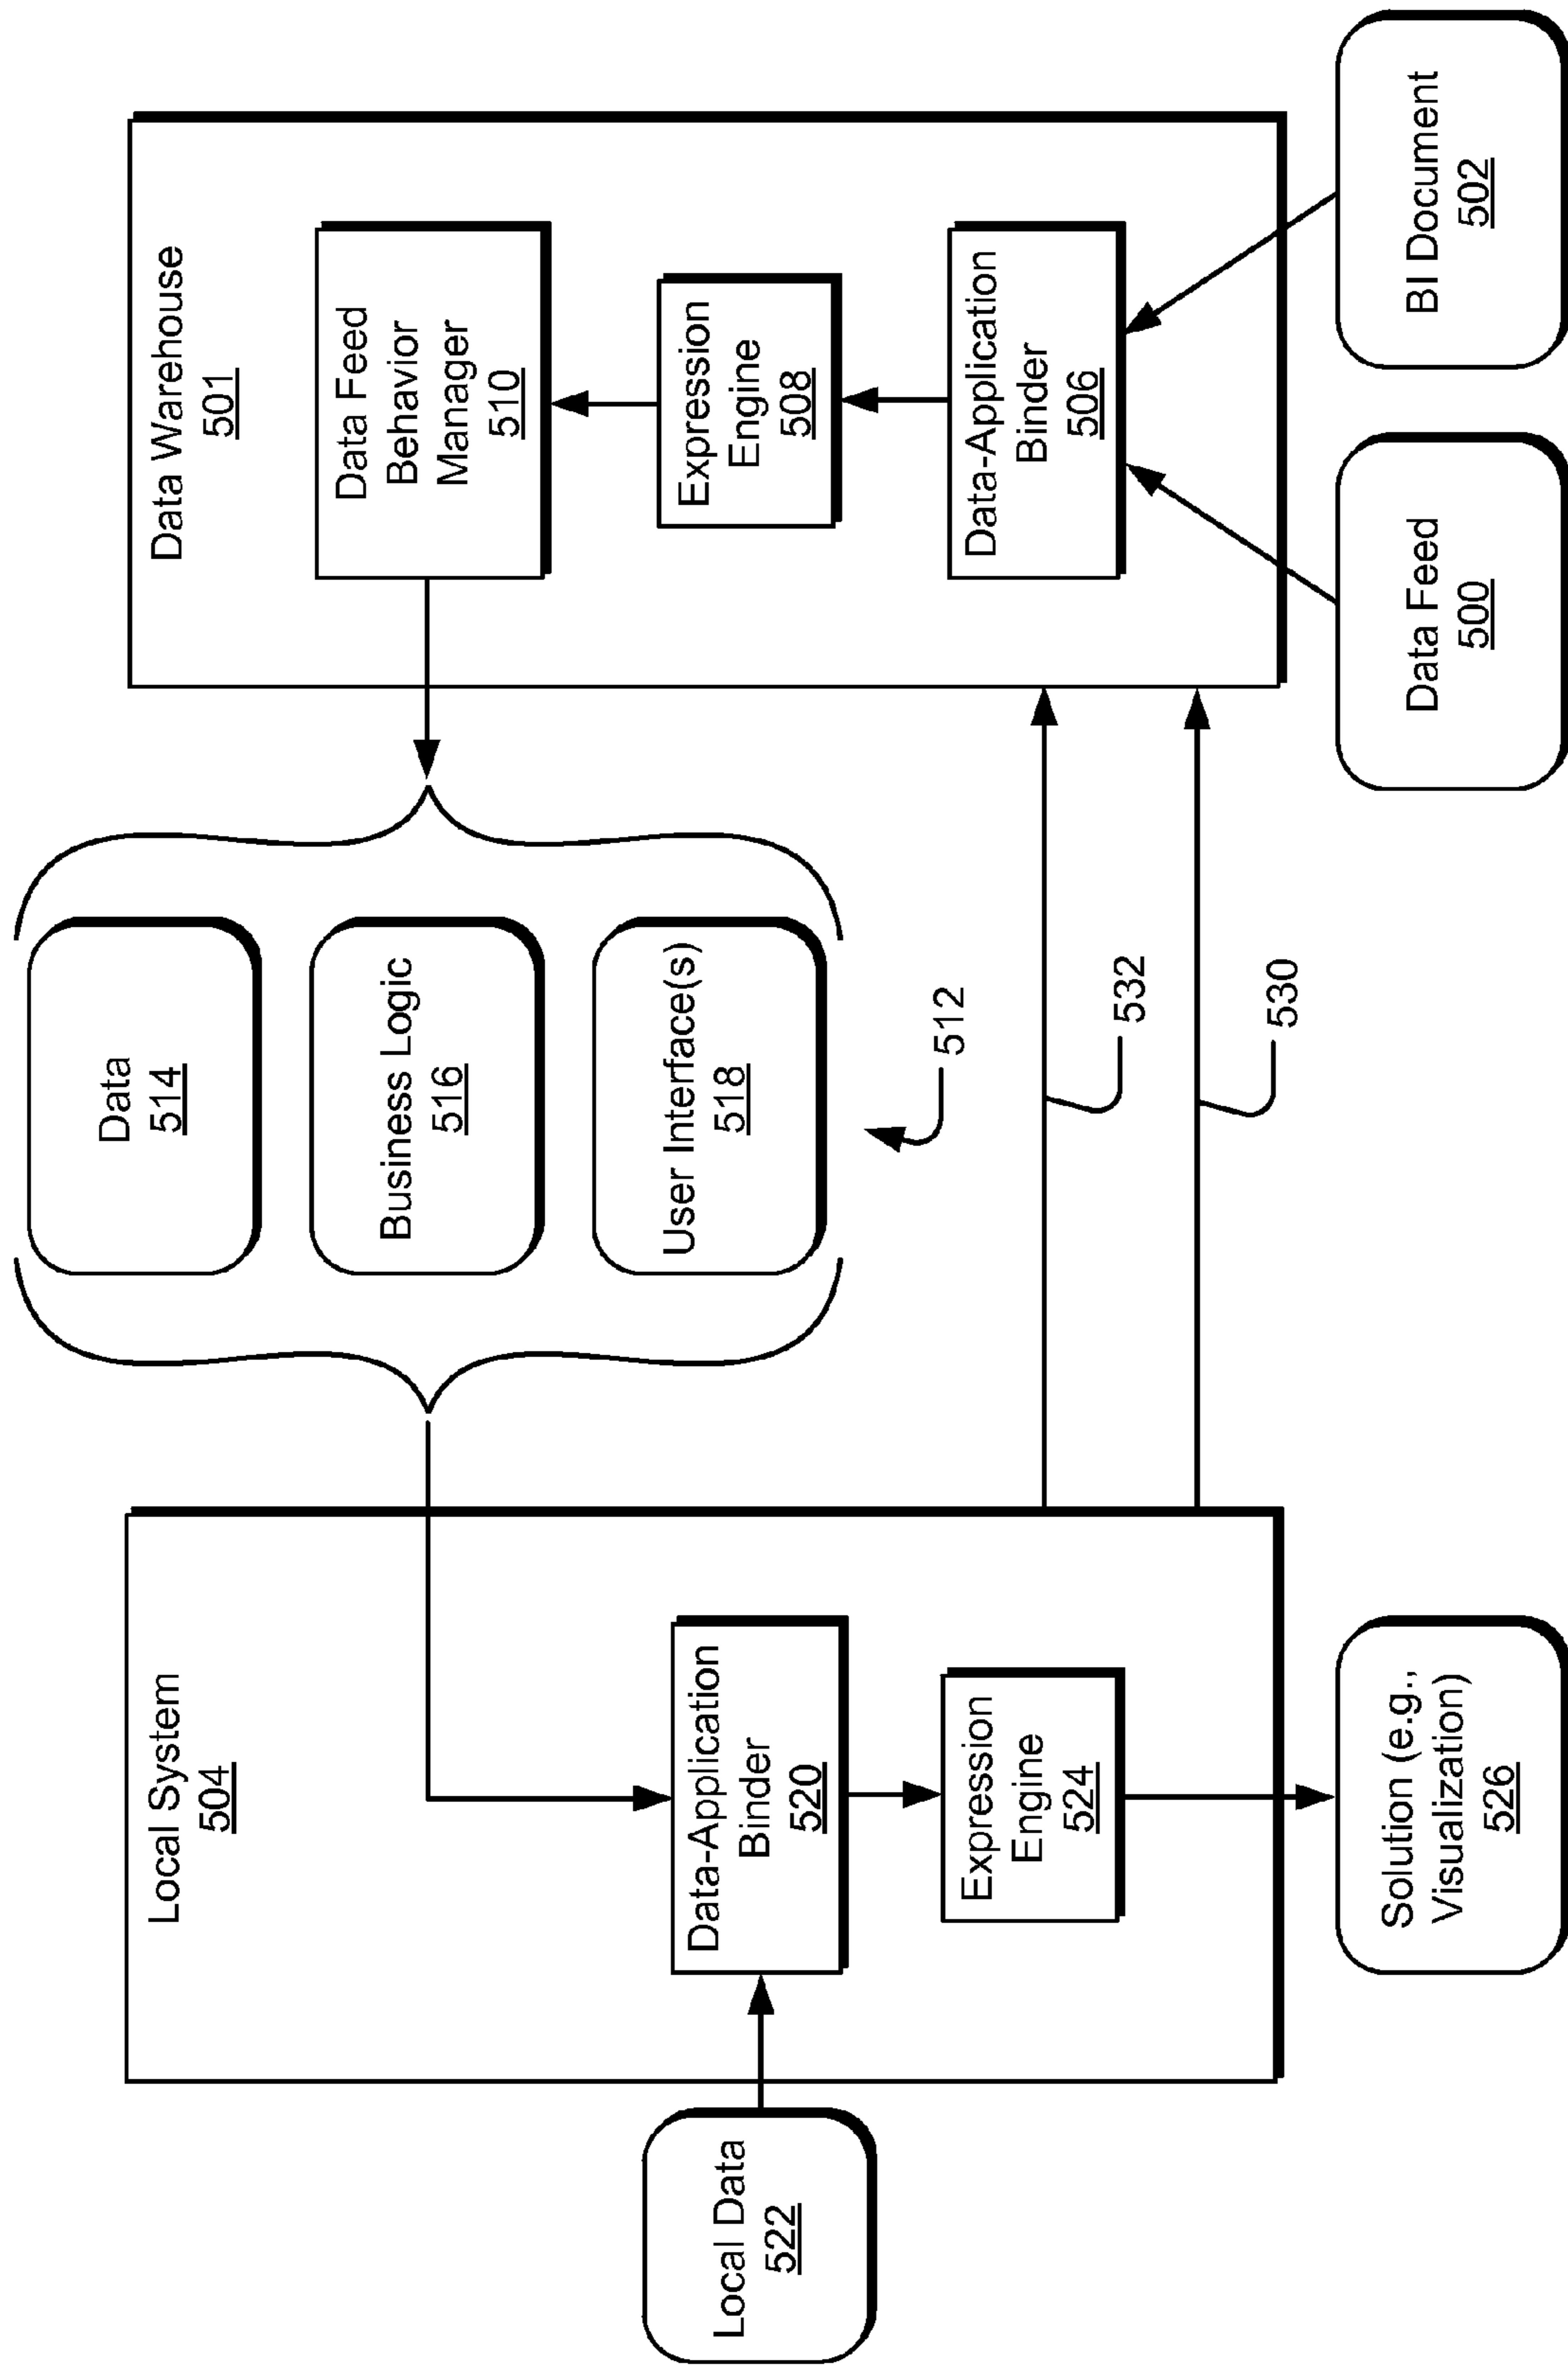 Local System
504
Local Data
522
Data-Application
Binder
520
Expression
Engine
524
Solution (e.g.,
Visualization)
526
Data
514
Business Logic
516
User Interface(s)
518
512
532
530
Data Warehouse
501
Data Feed
Behavior
Manager
510
Expression
Engine
508
Data-Application
Binder
506
Data Feed
500
BI Document
502